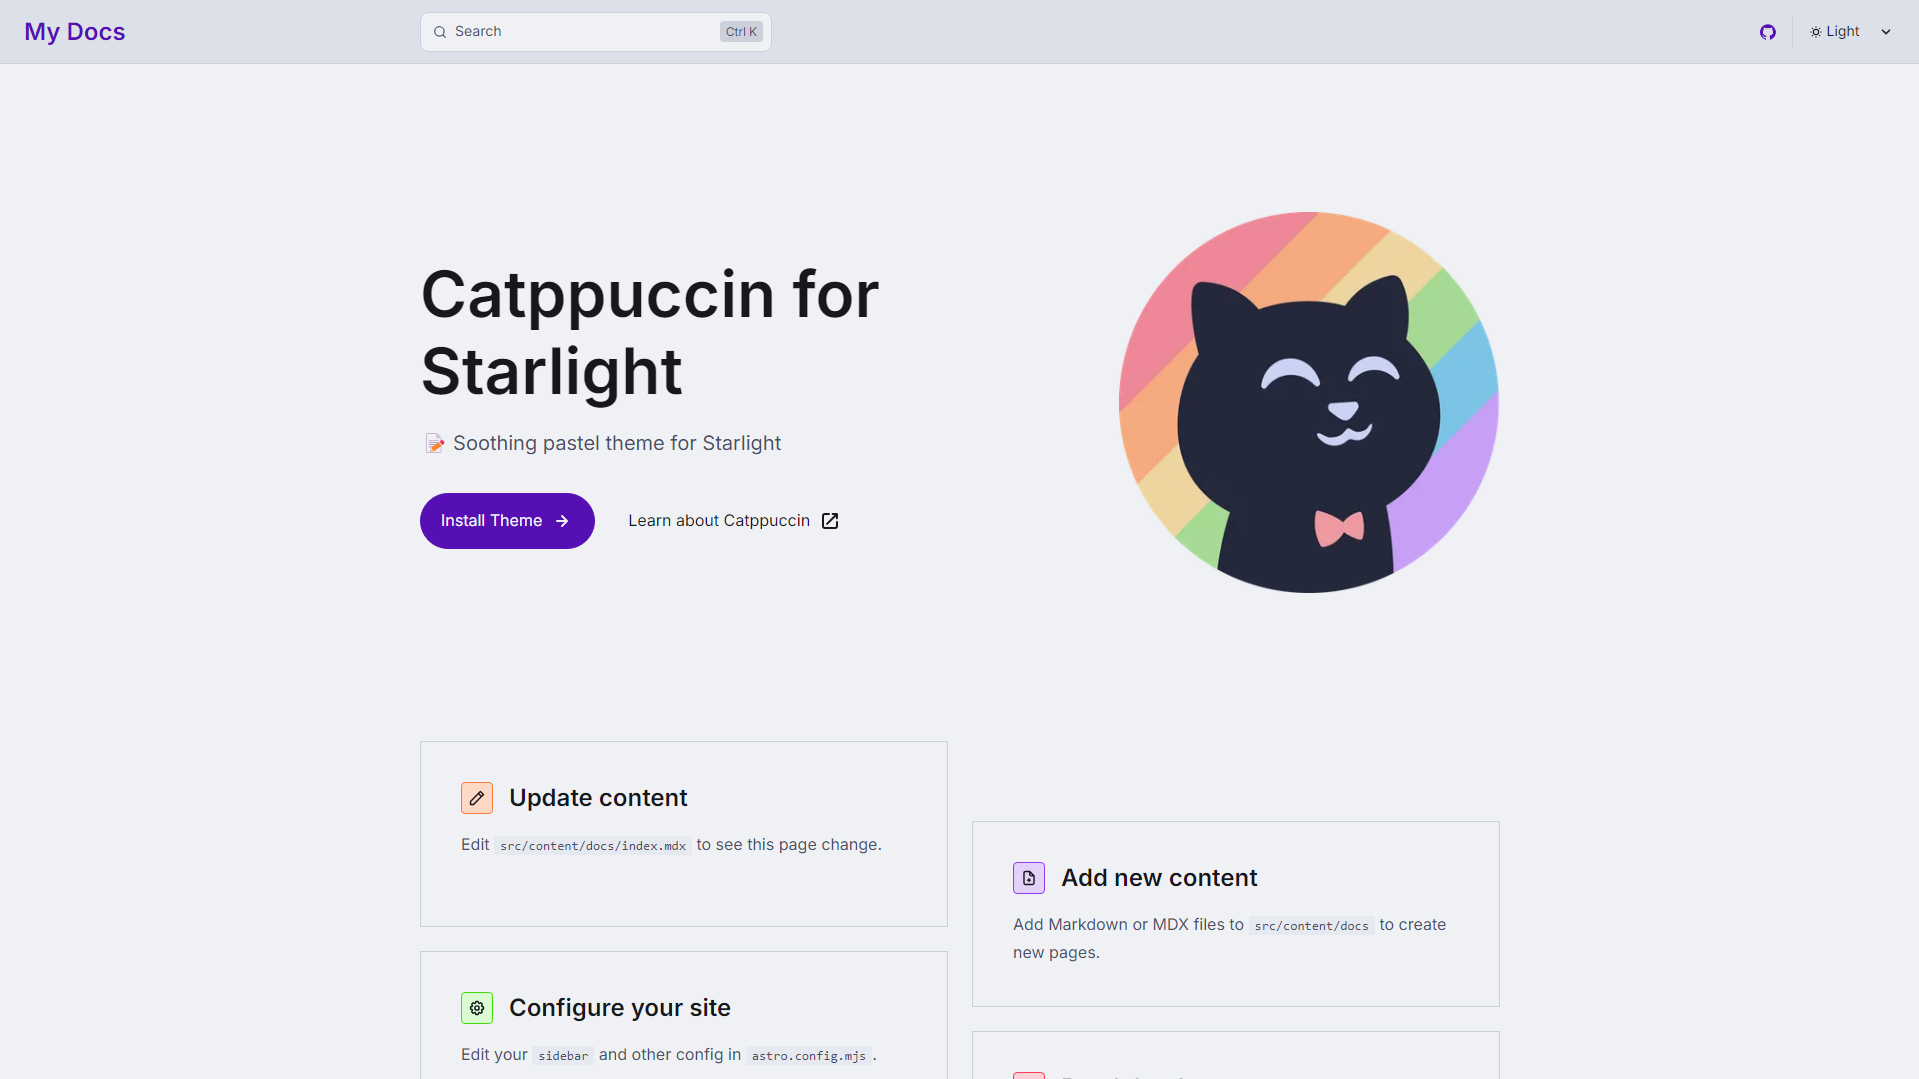 My Docs
Search
Ctrl K
Light
Catppuccin for
Starlight
📝 Soothing pastel theme for Starlight
Install Theme
Learn about Catppuccin
Update content
Edit src/content/docs/index.mdx to see this page change.
Add new content
Add Markdown or MDX files to src/content/docs to create
new pages.
Configure your site
Edit your sidebar and other config in astro.config.mjs.